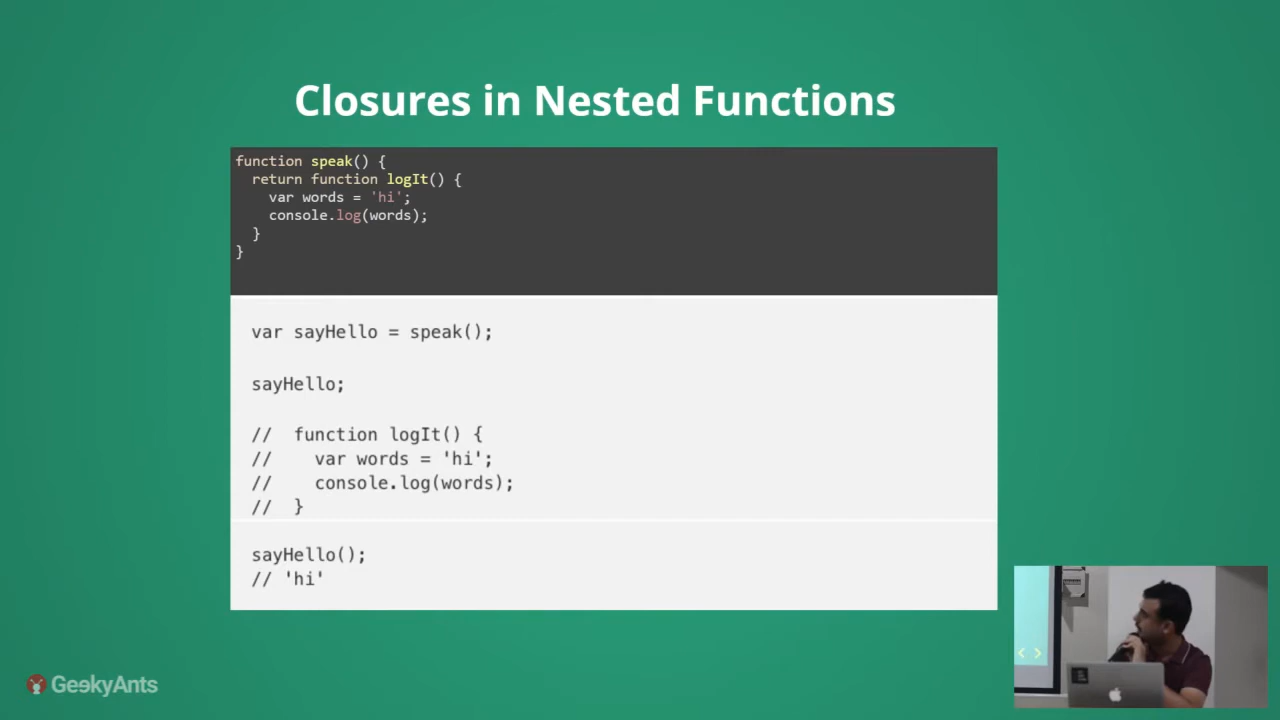 Closures in Nested Functions
function speak() {
  return function logIt() {
    var words = 'hi';
    console.log(words);
  }
}
var sayHello = speak();
sayHello;
//  function logIt() {
//    var words = 'hi';
//    console.log(words);
//  }
sayHello();
// 'hi'
< >
GeekyAnts